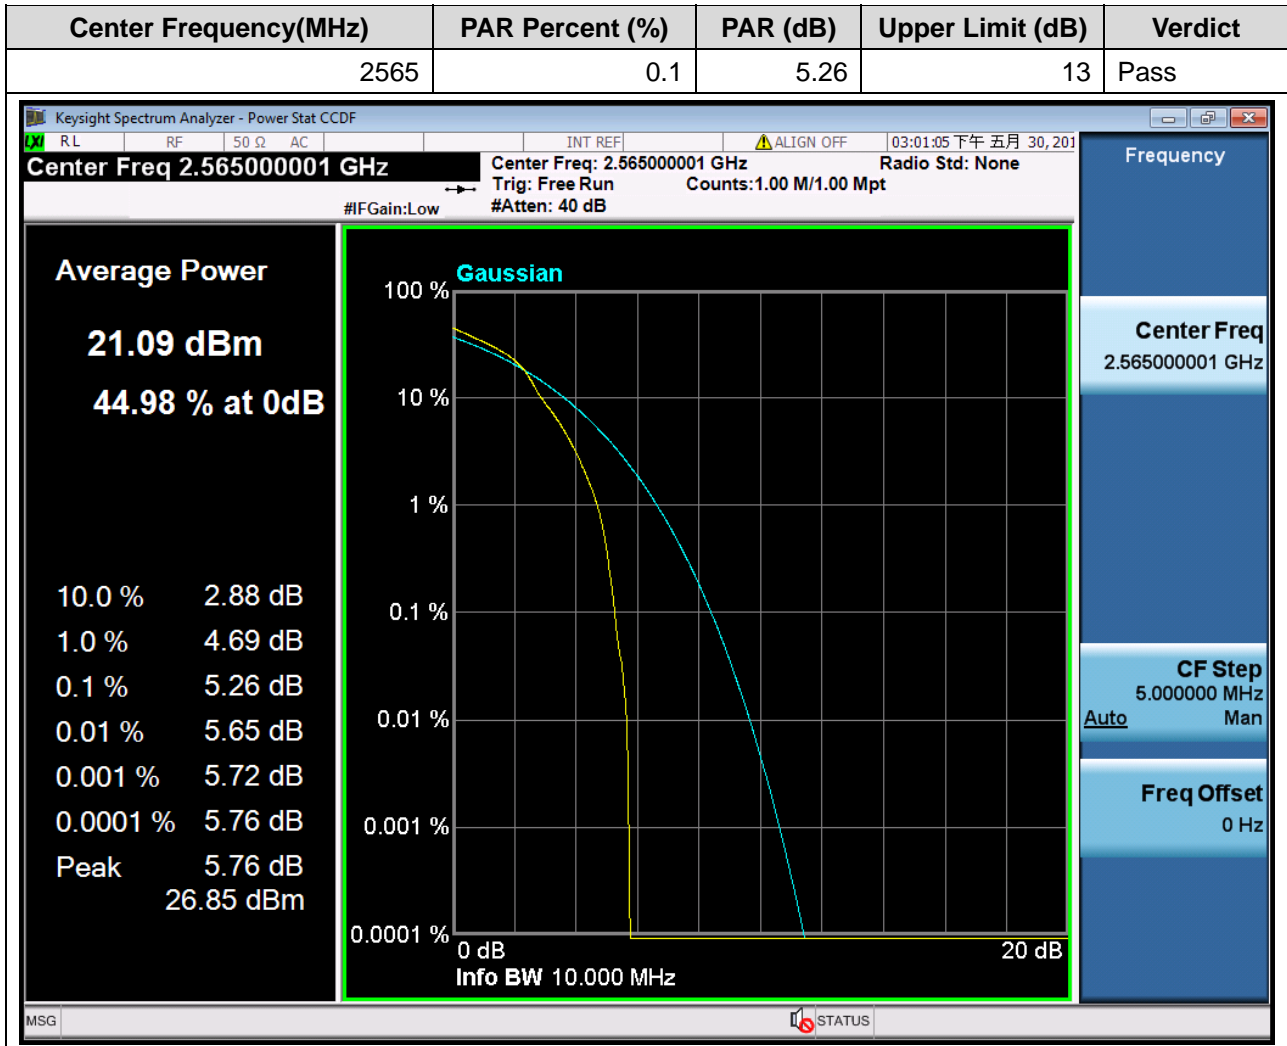 Center Frequency(MHz) PAR Percent (%) PAR (dB) Upper Limit (dB) Verdict
2565 0.1 5.26 13 Pass
Keysight Spectrum Analyzer - Power Stat CCDF
LXI RL RF 50 Ω AC INT REF ALIGN OFF 03:01:05 下午 五月 30, 201
Center Freq 2.565000001 GHz
Center Freq: 2.565000001 GHz Radio Std: None
Trig: Free Run Counts:1.00 M/1.00 Mpt
#IFGain:Low #Atten: 40 dB
Frequency
Average Power
21.09 dBm
44.98 % at 0dB
10.0 % 2.88 dB
1.0 % 4.69 dB
0.1 % 5.26 dB
0.01 % 5.65 dB
0.001 % 5.72 dB
0.0001 % 5.76 dB
Peak 5.76 dB
26.85 dBm
Gaussian
100 %
10 %
1 %
0.1 %
0.01 %
0.001 %
0.0001 %
0 dB 20 dB
Info BW 10.000 MHz
Center Freq
2.565000001 GHz
CF Step
5.000000 MHz
Auto Man
Freq Offset
0 Hz
MSG STATUS